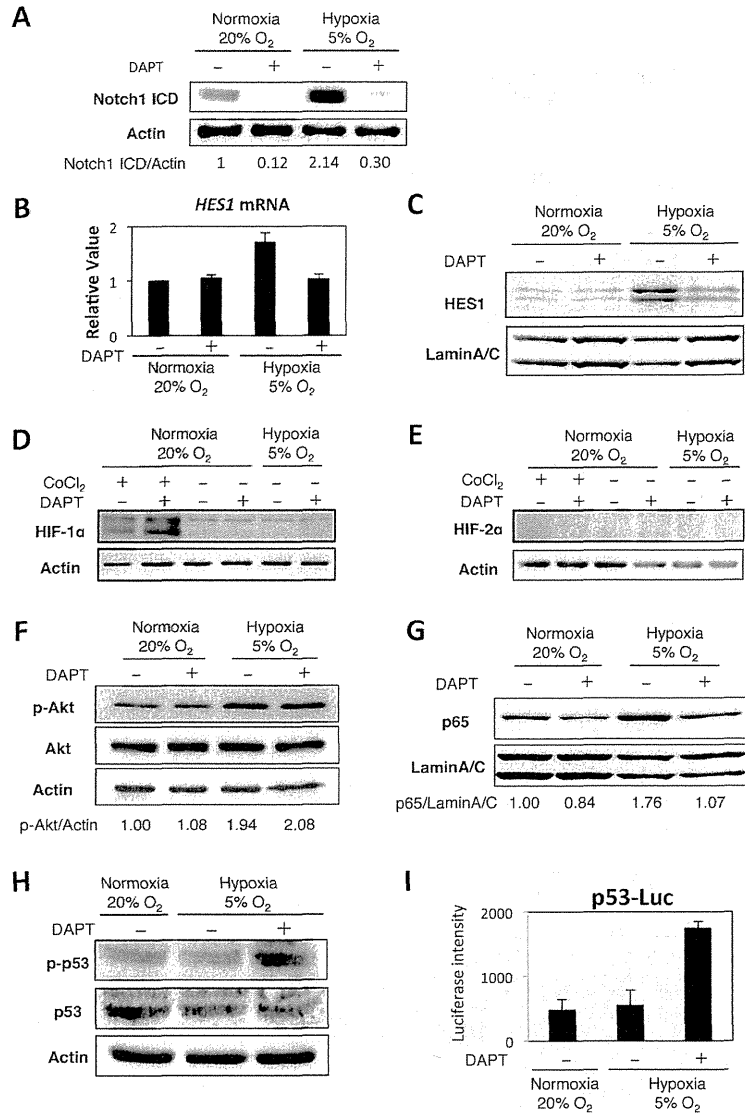 A
Normoxia Hypoxia
20% O2 5% O2
DAPT – + – +
Notch1 ICD
Actin
Notch1 ICD/Actin 1 0.12 2.14 0.30
B
HES1 mRNA
Relative Value
2
1
0
DAPT – + – +
Normoxia Hypoxia
20% O2 5% O2
C
Normoxia Hypoxia
20% O2 5% O2
DAPT – + – +
HES1
LaminA/C
D
Normoxia Hypoxia
20% O2 5% O2
CoCl2 + + – – – –
DAPT – + – + – +
HIF-1α
Actin
E
Normoxia Hypoxia
20% O2 5% O2
CoCl2 + + – – – –
DAPT – + – + – +
HIF-2α
Actin
F
Normoxia Hypoxia
20% O2 5% O2
DAPT – + – +
p-Akt
Akt
Actin
p-Akt/Actin 1.00 1.08 1.94 2.08
G
Normoxia Hypoxia
20% O2 5% O2
DAPT – + – +
p65
LaminA/C
p65/LaminA/C 1.00 0.84 1.76 1.07
H
Normoxia Hypoxia
20% O2 5% O2
DAPT – – +
p-p53
p53
Actin
I
p53-Luc
Luciferase intensity
2000
1000
0
DAPT – – +
Normoxia Hypoxia
20% O2 5% O2